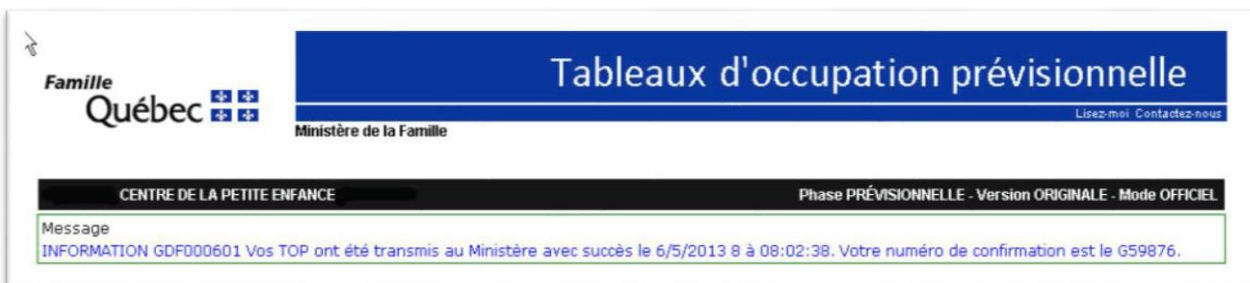 Famille
Québec
Tableaux d'occupation prévisionnelle
Lisez-moi Contactez-nous
Ministère de la Famille
CENTRE DE LA PETITE ENFANCE
Phase PRÉVISIONNELLE - Version ORIGINALE - Mode OFFICIEL
Message
INFORMATION GDF000601 Vos TOP ont été transmis au Ministère avec succès le 6/5/2013 8 à 08:02:38. Votre numéro de confirmation est le G59876.